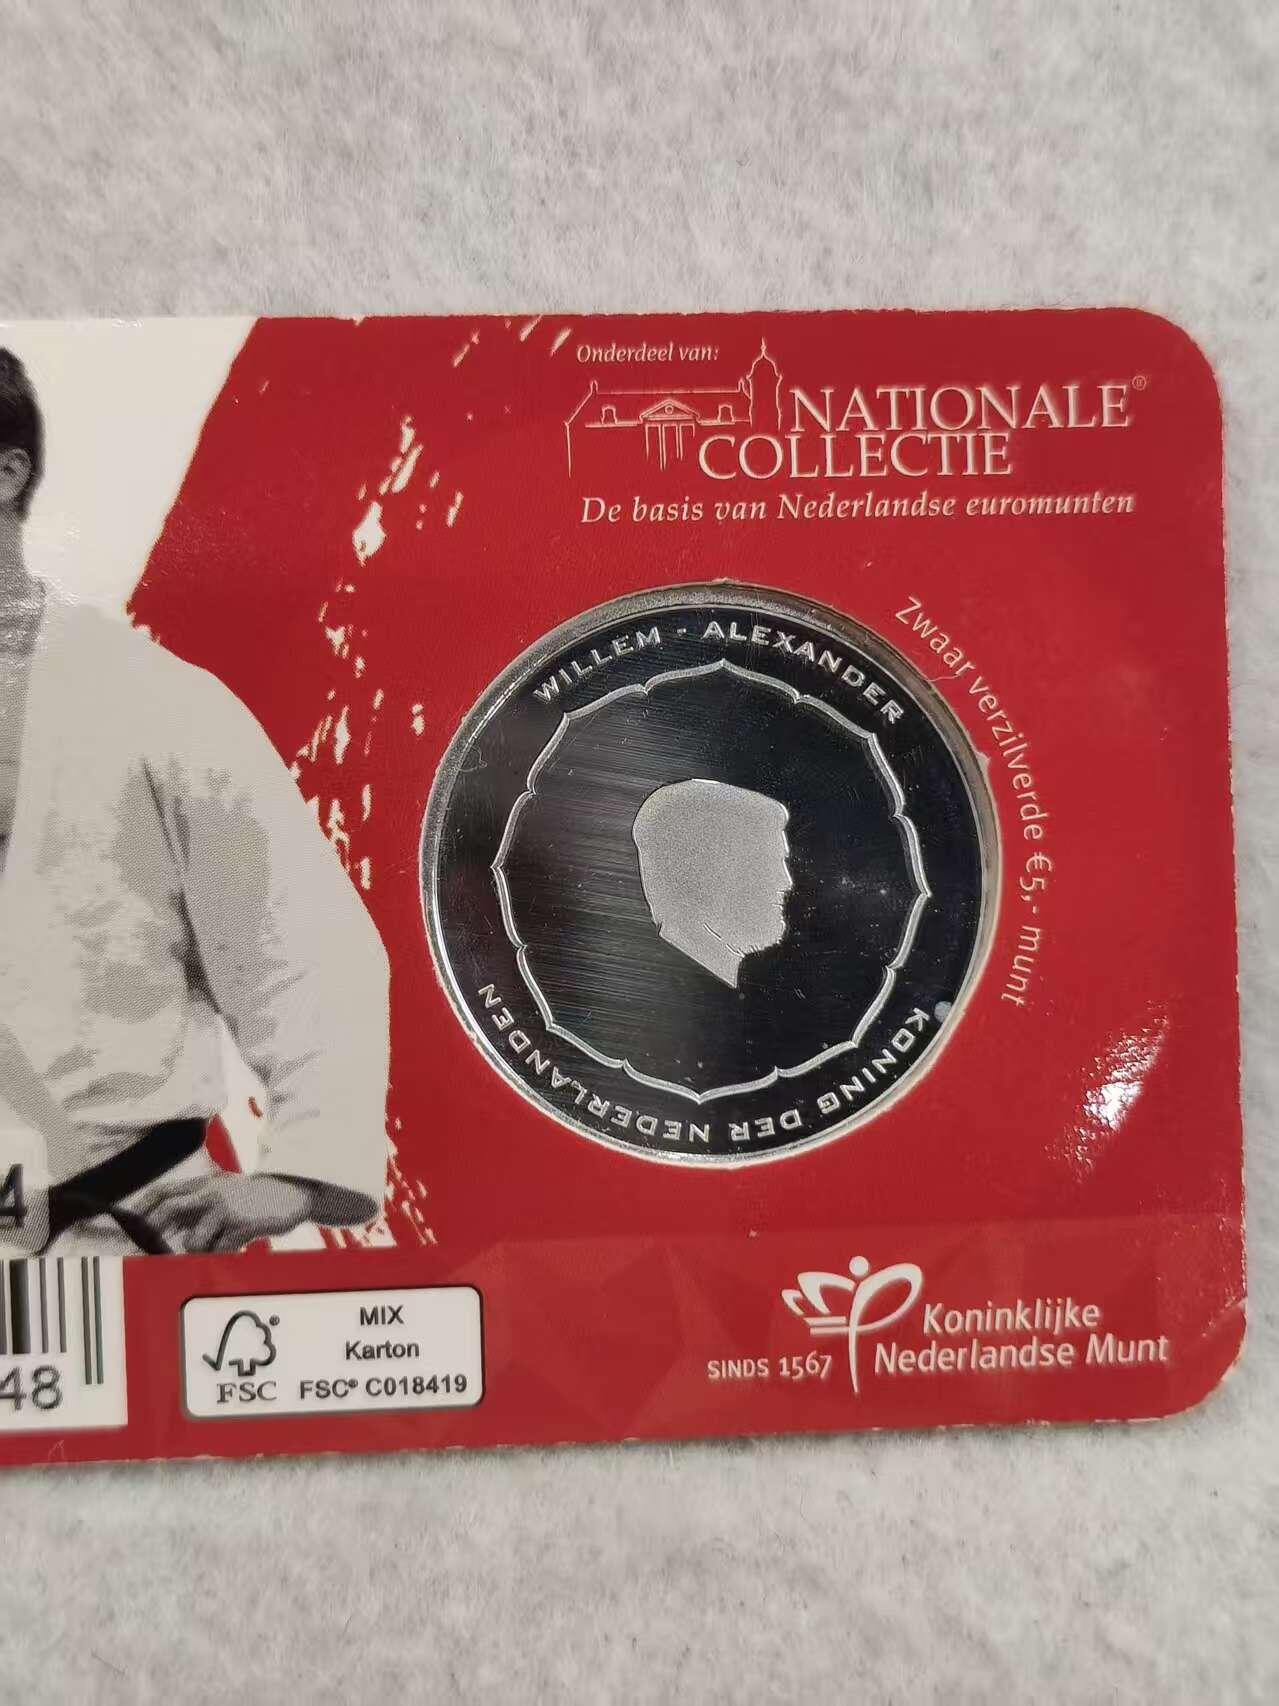 Onderdeel van:
NATIONALE®
COLLECTIE
De basis van Nederlandse euromunten
Zwaar verzilverde €5,- munt
WILLEM - ALEXANDER
KONING DER NEDERLANDEN
4
48
FSC®
MIX
Karton
FSC® C018419
SINDS 1567
Koninklijke
Nederlandse Munt